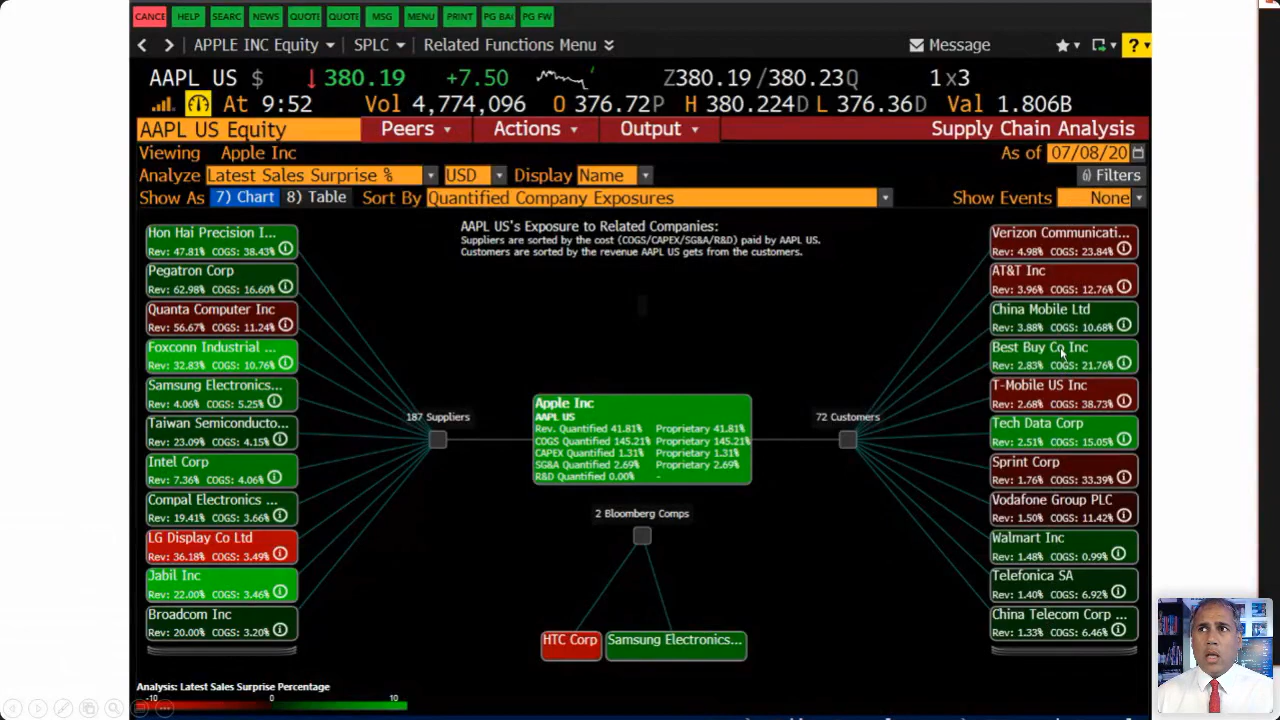 CANCE HELP SEARC NEWS QUOTE QUOTE MSG MENU PRINT PG BAI PG FW
APPLE INC Equity SPLC Related Functions Menu Message ?
AAPL US $ 380.19 +7.50 Z380.19/380.23Q 1x3
At 9:52 Vol 4,774,096 O 376.72P H 380.224D L 376.36D Val 1.806B
AAPL US Equity Peers Actions Output Supply Chain Analysis
Viewing Apple Inc As of 07/08/20
Analyze Latest Sales Surprise % USD Display Name Filters
Show As 7) Chart 8) Table Sort By Quantified Company Exposures Show Events None
AAPL US's Exposure to Related Companies:
Suppliers are sorted by the cost (COGS/CAPEX/SG&A/R&D) paid by AAPL US.
Customers are sorted by the revenue AAPL US gets from the customers.
Hon Hai Precision I...
Rev: 47.81% COGS: 38.43%
Pegatron Corp
Rev: 62.98% COGS: 16.60%
Quanta Computer Inc
Rev: 56.67% COGS: 11.24%
Foxconn Industrial ...
Rev: 32.83% COGS: 10.76%
Samsung Electronics...
Rev: 4.06% COGS: 5.25%
Taiwan Semiconducto...
Rev: 23.09% COGS: 4.15%
Intel Corp
Rev: 7.36% COGS: 4.06%
Compal Electronics ...
Rev: 19.41% COGS: 3.66%
LG Display Co Ltd
Rev: 36.18% COGS: 3.49%
Jabil Inc
Rev: 22.00% COGS: 3.46%
Broadcom Inc
Rev: 20.00% COGS: 3.20%
187 Suppliers
Apple Inc
AAPL US
Rev. Quantified 41.81% Proprietary 41.81%
COGS Quantified 145.21% Proprietary 145.21%
CAPEX Quantified 1.31% Proprietary 1.31%
SG&A Quantified 2.69% Proprietary 2.69%
R&D Quantified 0.00% -
2 Bloomberg Comps
HTC Corp
Samsung Electronics...
72 Customers
Verizon Communicati...
Rev: 4.98% COGS: 23.84%
AT&T Inc
Rev: 3.96% COGS: 12.76%
China Mobile Ltd
Rev: 3.88% COGS: 10.68%
Best Buy Co Inc
Rev: 2.83% COGS: 21.76%
T-Mobile US Inc
Rev: 2.68% COGS: 38.73%
Tech Data Corp
Rev: 2.51% COGS: 15.05%
Sprint Corp
Rev: 1.76% COGS: 33.39%
Vodafone Group PLC
Rev: 1.50% COGS: 11.42%
Walmart Inc
Rev: 1.48% COGS: 0.99%
Telefonica SA
Rev: 1.40% COGS: 6.92%
China Telecom Corp ...
Rev: 1.33% COGS: 6.46%
Analysis: Latest Sales Surprise Percentage
-10 0 10